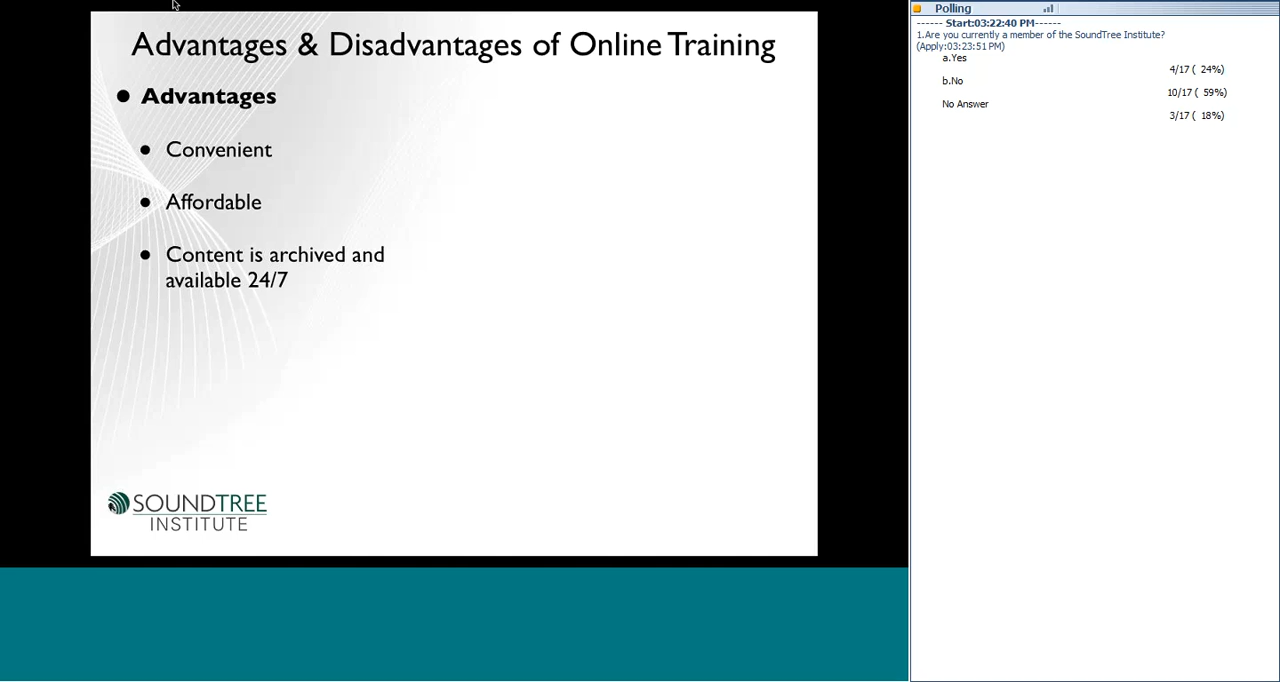 Advantages & Disadvantages of Online Training
● Advantages
● Convenient
● Affordable
● Content is archived and
available 24/7
SOUNDTREE
INSTITUTE
Polling
------ Start:03:22:40 PM------
1.Are you currently a member of the SoundTree Institute?
(Apply:03:23:51 PM)
a.Yes
4/17 ( 24%)
b.No
10/17 ( 59%)
No Answer
3/17 ( 18%)